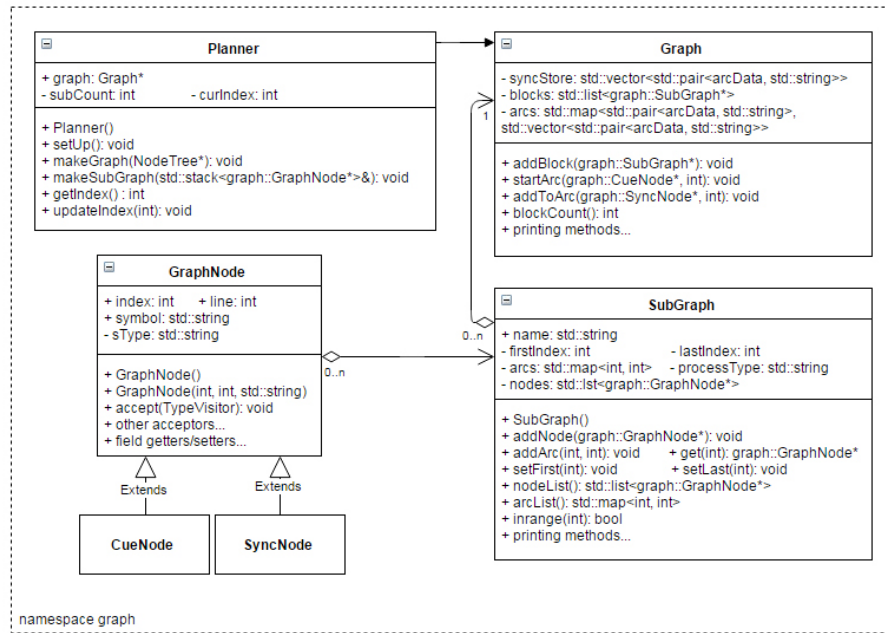 Planner
+ graph: Graph*
- subCount: int - curIndex: int
+ Planner()
+ setUp(): void
+ makeGraph(NodeTree*): void
+ makeSubGraph(std::stack<graph::GraphNode*>&): void
+ getIndex() : int
+ updateIndex(int): void
Graph
- syncStore: std::vector<std::pair<arcData, std::string>>
- blocks: std::list<graph::SubGraph*>
- arcs: std::map<std::pair<arcData, std::string>,
std::vector<std::pair<arcData, std::string>>
+ addBlock(graph::SubGraph*): void
+ startArc(graph::CueNode*, int): void
+ addToArc(graph::SyncNode*, int): void
+ blockCount(): int
+ printing methods...
1
GraphNode
+ index: int + line: int
+ symbol: std::string
- sType: std::string
+ GraphNode()
+ GraphNode(int, int, std::string)
+ accept(TypeVisitor): void
+ other acceptors...
+ field getters/setters...
0..n
0..n
SubGraph
+ name: std::string
- firstIndex: int - lastIndex: int
- arcs: std::map<int, int> - processType: std::string
- nodes: std::lst<graph::GraphNode*>
+ SubGraph()
+ addNode(graph::GraphNode*): void
+ addArc(int, int): void + get(int): graph::GraphNode*
+ setFirst(int): void + setLast(int): void
+ nodeList(): std::list<graph::GraphNode*>
+ arcList(): std::map<int, int>
+ inrange(int): bool
+ printing methods...
Extends
Extends
CueNode
SyncNode
namespace graph